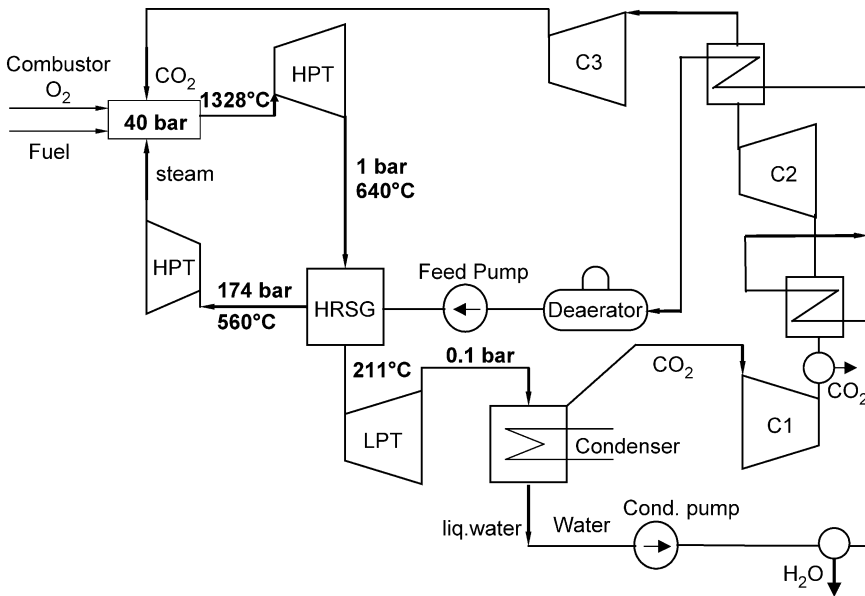 Combustor
O2
Fuel
CO2
40 bar
1328°C
HPT
C3
C2
steam
1 bar
640°C
HPT
174 bar
560°C
HRSG
Feed Pump
Deaerator
211°C
0.1 bar
LPT
CO2
Condenser
C1
CO2
liq.water
Water
Cond. pump
H2O